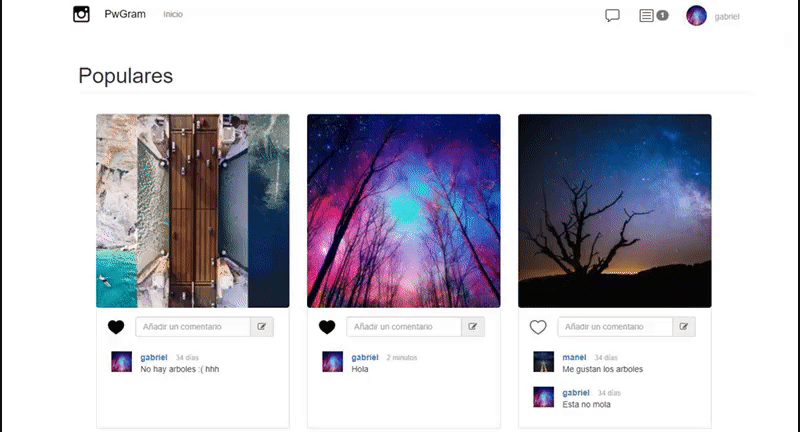 PwGram Inicio 1 gabriel
Populares
Añadir un comentario
gabriel 34 días
No hay arboles :( hhh
Añadir un comentario
gabriel 2 minutos
Hola
Añadir un comentario
manel 34 días
Me gustan los arboles
gabriel 34 días
Esta no mola